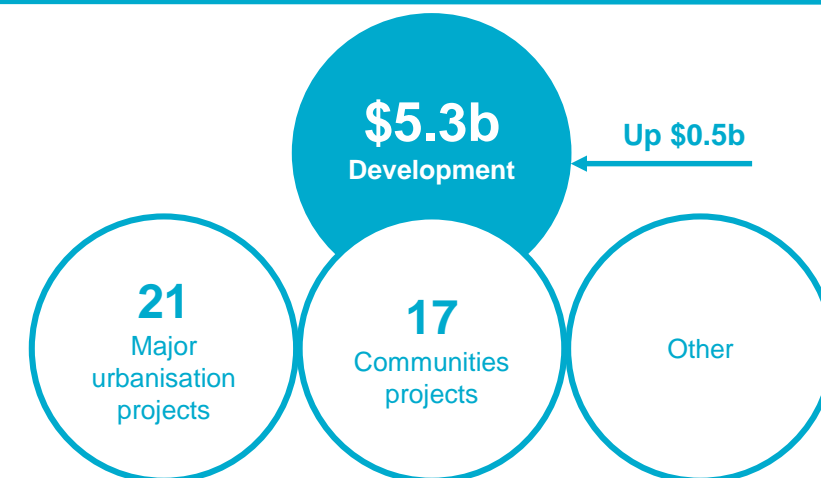 $5.3b
Development
Up $0.5b
21
Major
urbanisation
projects
17
Communities
projects
Other